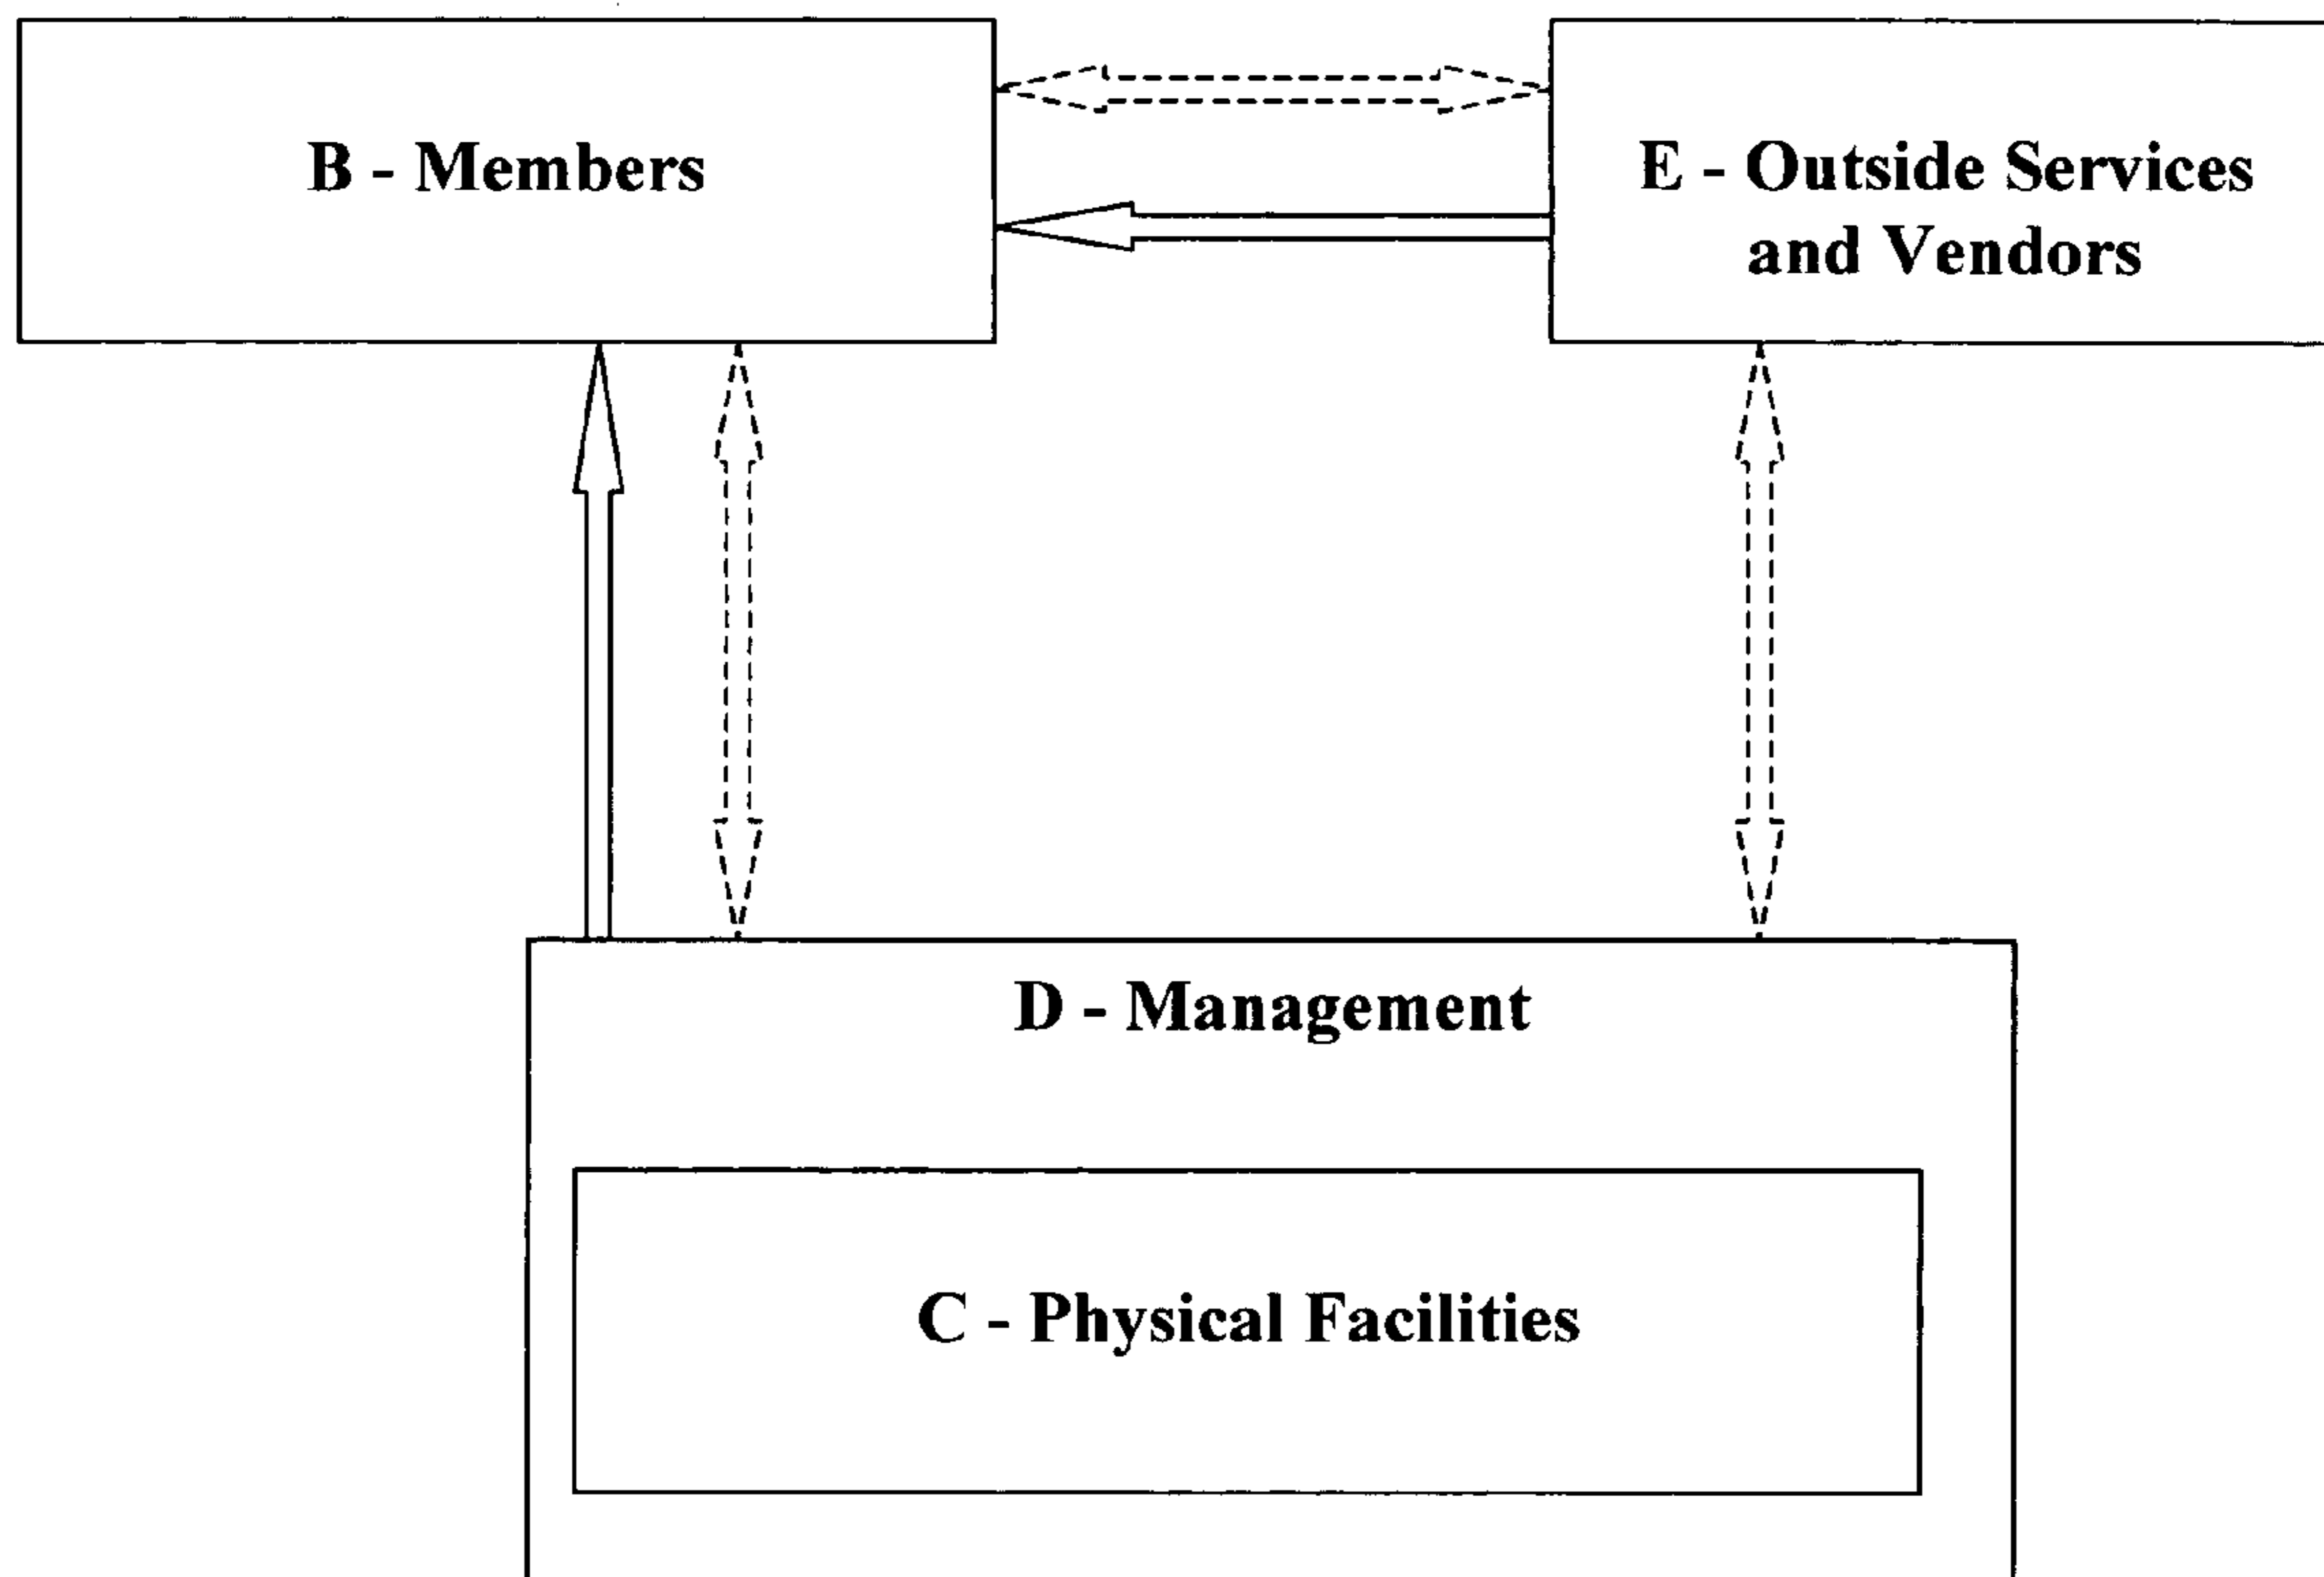 B - Members
E - Outside Services
and Vendors
D - Management
C - Physical Facilities